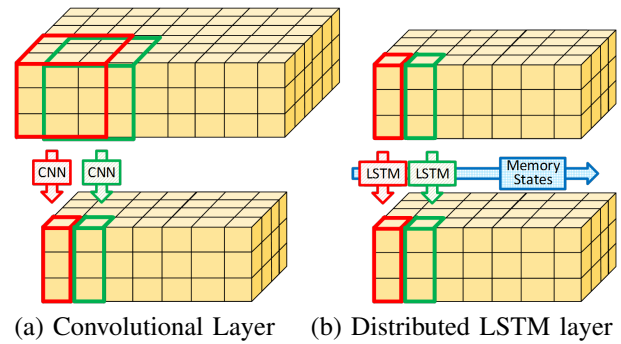 CNN
CNN
LSTM
LSTM
Memory
States
(a) Convolutional Layer
(b) Distributed LSTM layer